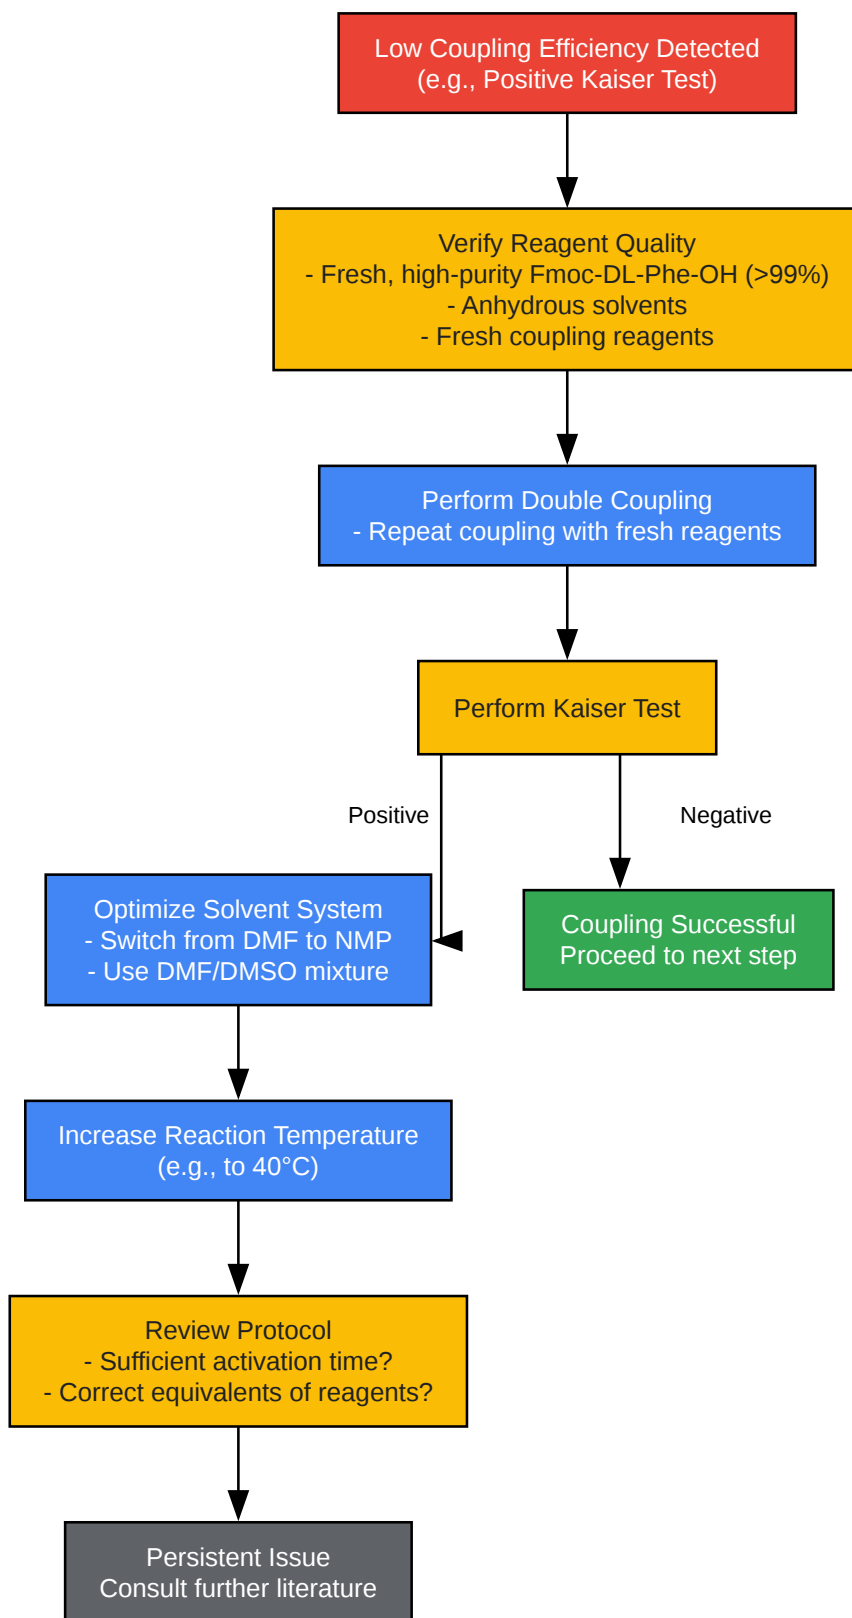 Low Coupling Efficiency Detected
(e.g., Positive Kaiser Test)
Verify Reagent Quality
- Fresh, high-purity Fmoc-DL-Phe-OH (>99%)
- Anhydrous solvents
- Fresh coupling reagents
Perform Double Coupling
- Repeat coupling with fresh reagents
Perform Kaiser Test
Positive
Negative
Optimize Solvent System
- Switch from DMF to NMP
- Use DMF/DMSO mixture
Coupling Successful
Proceed to next step
Increase Reaction Temperature
(e.g., to 40°C)
Review Protocol
- Sufficient activation time?
- Correct equivalents of reagents?
Persistent Issue
Consult further literature